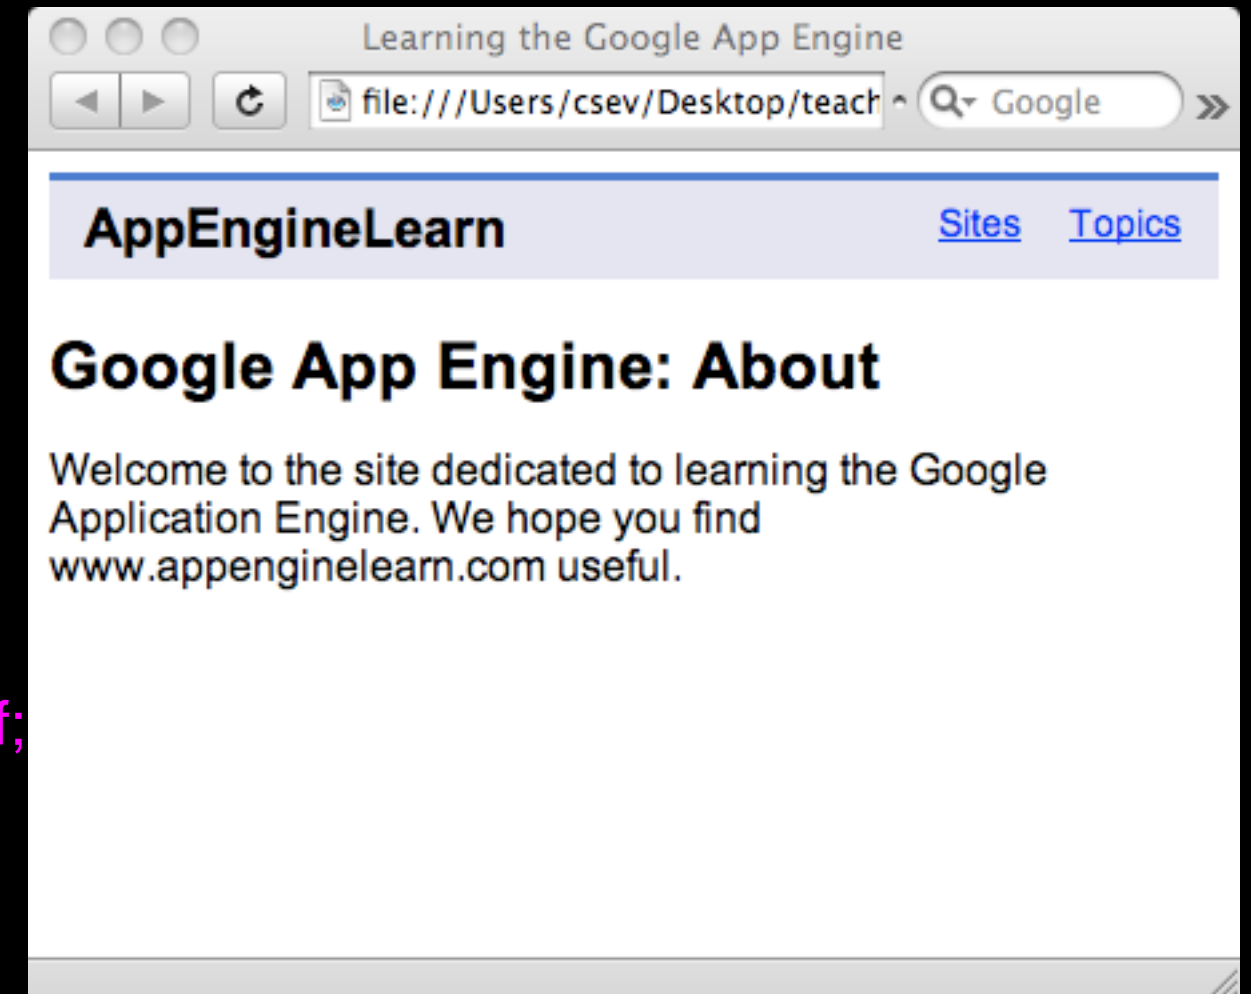 Learning the Google App Engine
file:///Users/csev/Desktop/teach
Google
AppEngineLearn Sites Topics
Google App Engine: About
Welcome to the site dedicated to learning the Google
Application Engine. We hope you find
www.appenginelearn.com useful.
f;